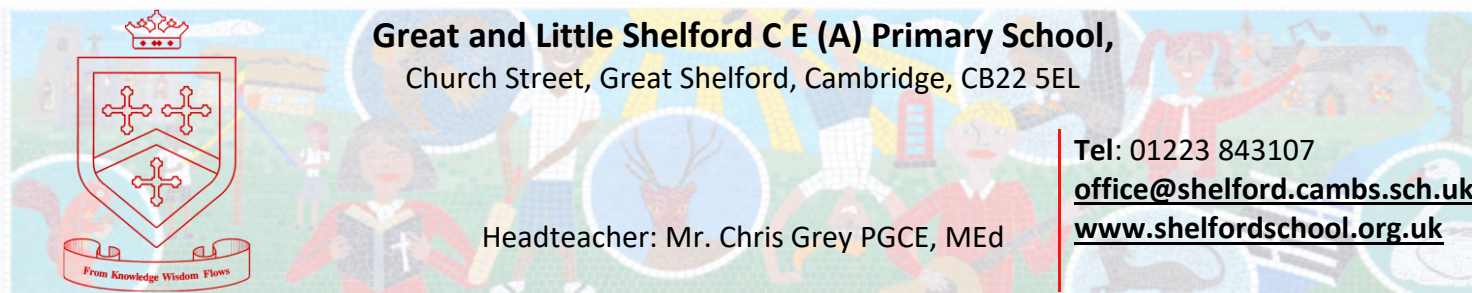 Great and Little Shelford C E (A) Primary School,
Church Street, Great Shelford, Cambridge, CB22 5EL
Tel: 01223 843107
office@shelford.cambs.sch.uk
www.shelfordschool.org.uk
Headteacher: Mr. Chris Grey PGCE, MEd
From Knowledge Wisdom Flows